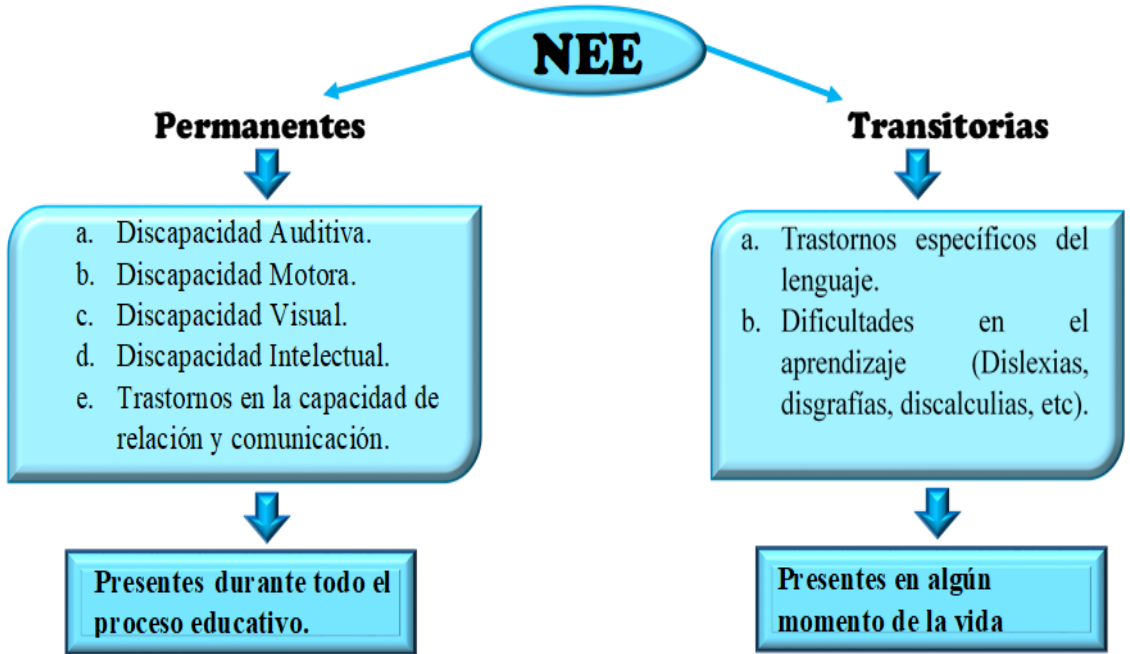 NEE
Permanentes
a. Discapacidad Auditiva.
b. Discapacidad Motora.
c. Discapacidad Visual.
d. Discapacidad Intelectual.
e. Trastornos en la capacidad de
relación y comunicación.
Presentes durante todo el
proceso educativo.
Transitorias
a. Trastornos específicos del
lenguaje.
b. Dificultades en el
aprendizaje (Dislexias,
disgrafías, discalculias, etc).
Presentes en algún
momento de la vida